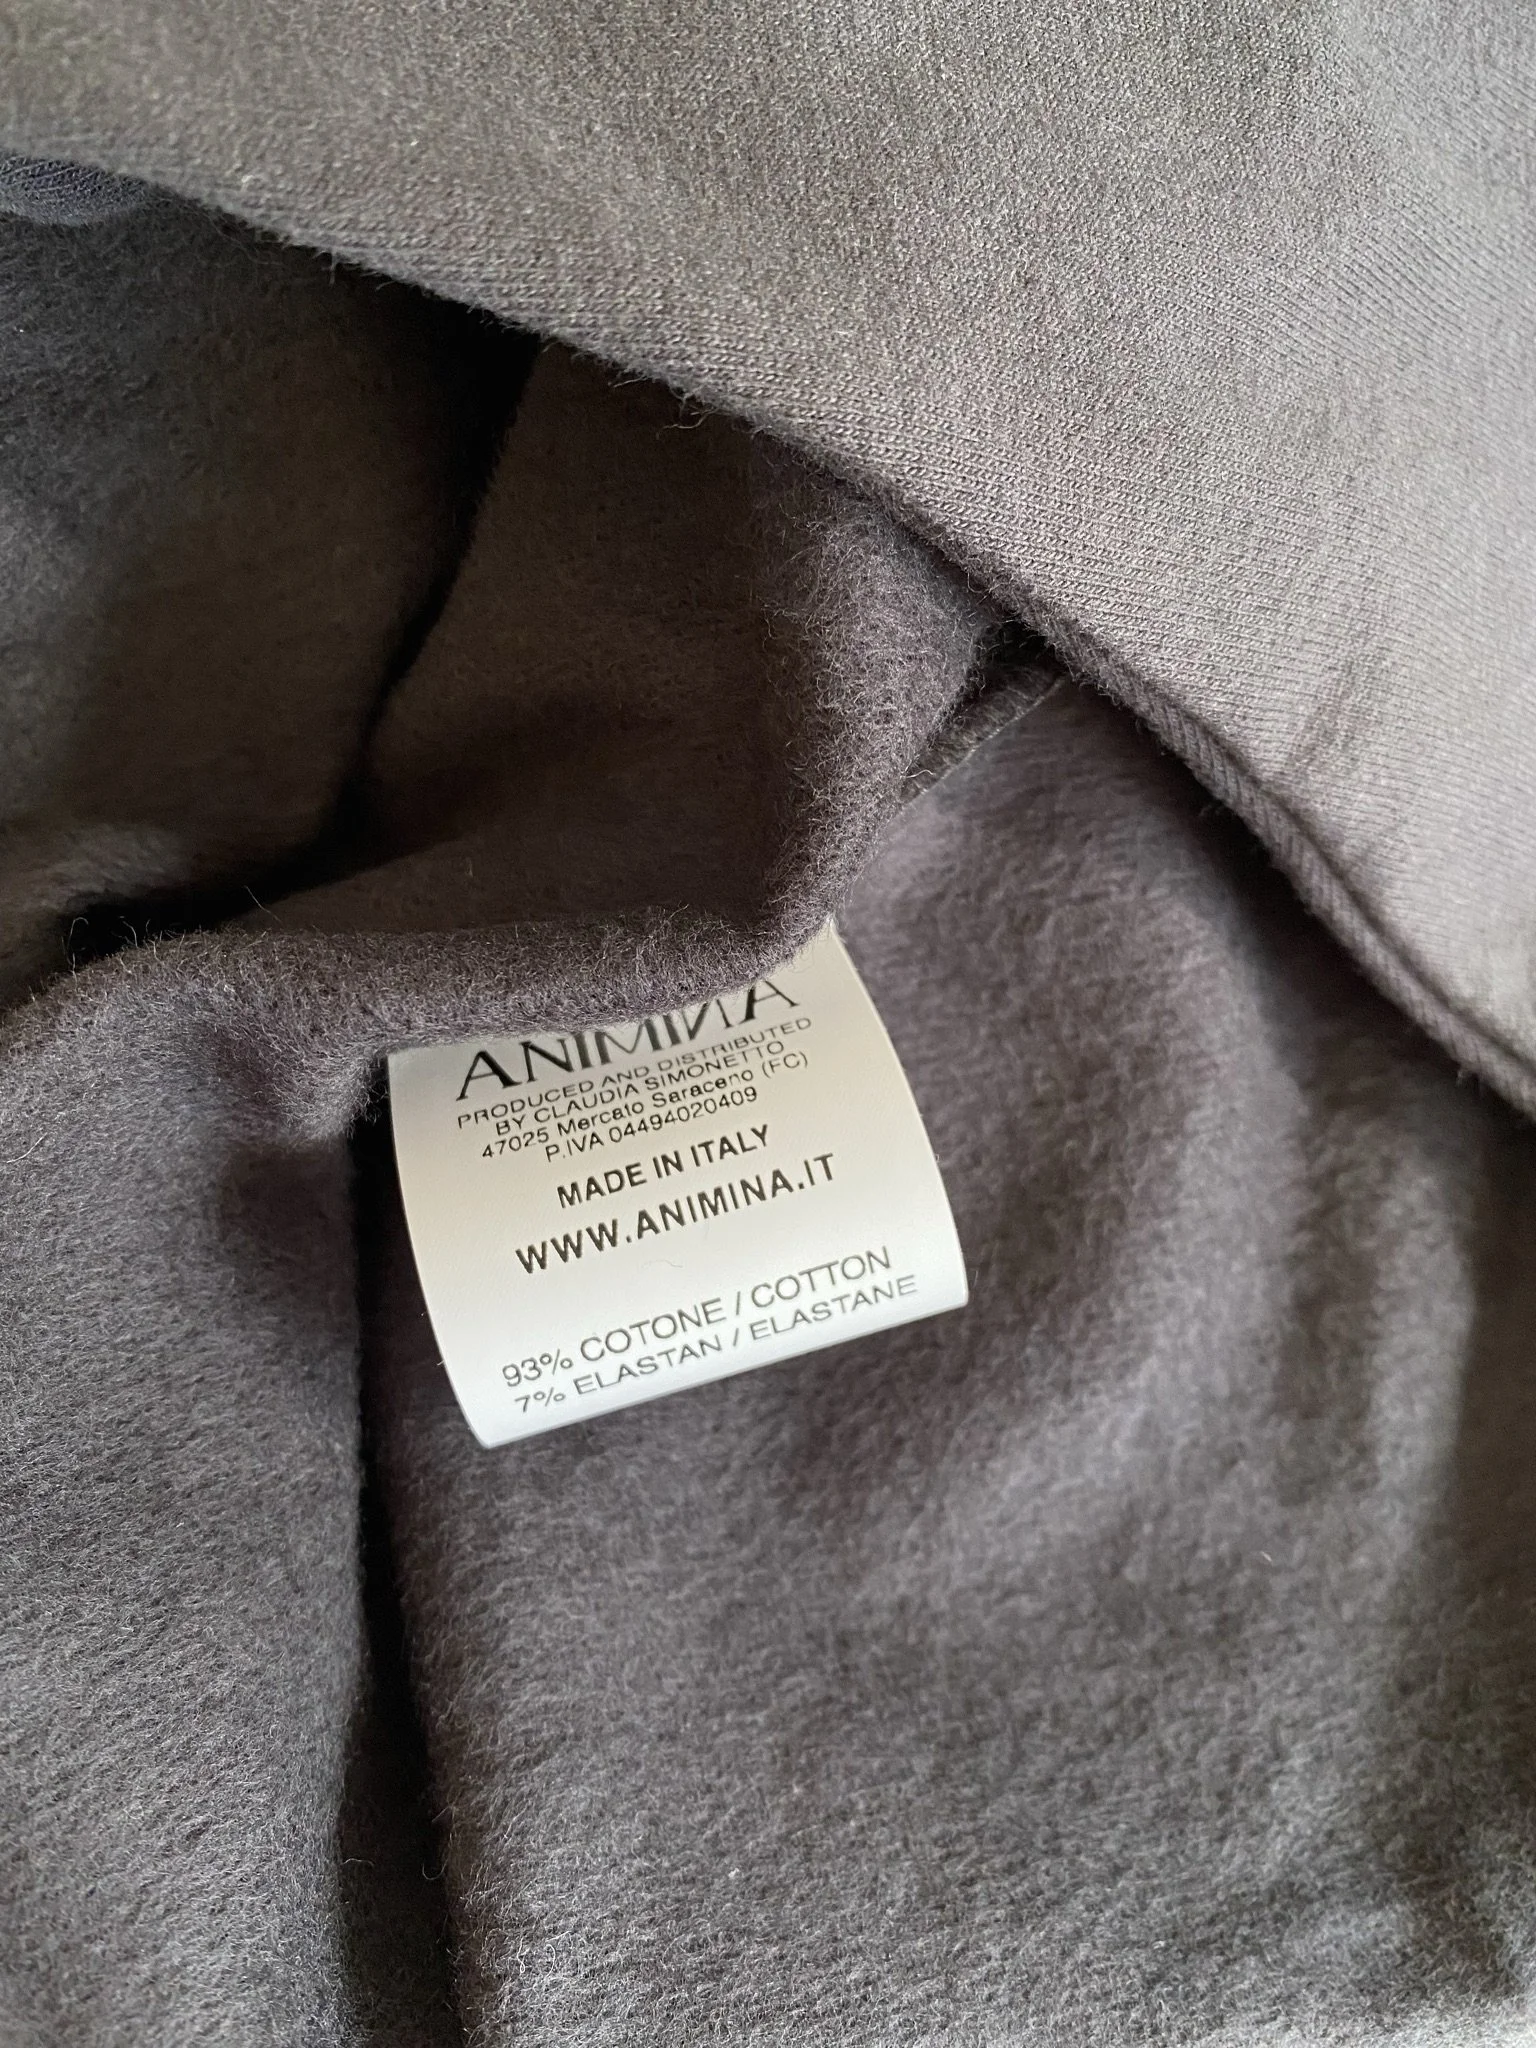 ANIMINA
PRODUCED AND DISTRIBUTED
BY CLAUDIA SIMONETTO
47025 Mercato Saraceno (FC)
P.IVA 04494020409
MADE IN ITALY
WWW.ANIMINA.IT
93% COTONE / COTTON
7% ELASTAN / ELASTANE